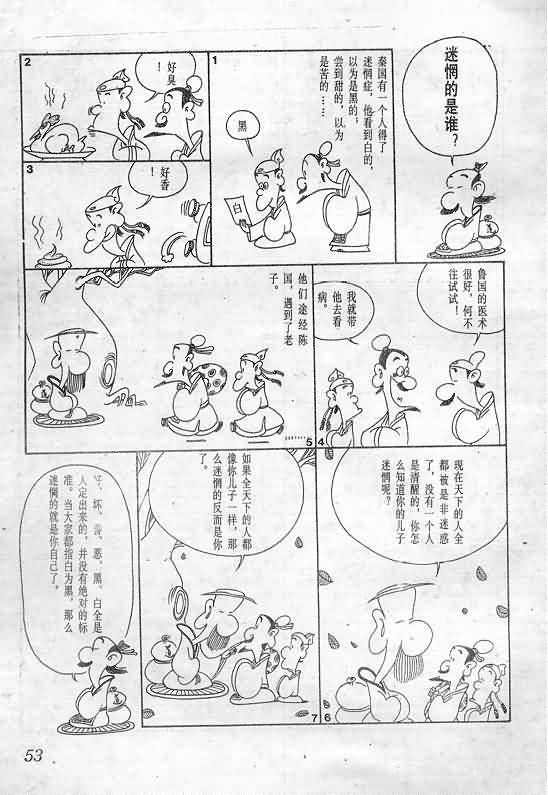 迷惘的是谁？
1
秦国有一个人得了
迷惘症，他看到白的，
以为是黑的；
尝到甜的，以为
是苦的……
黑
白
2
好臭
！
3
好香
！
鲁国的医术
很好，何不
往试试！
我就带
他去看
病。
4
5
他们途经陈
国，遇到了老
子。
现在天下的人全
都被是非迷惑
了，没有一个人
是清醒的，你怎
么知道你的儿子
迷惘呢？
6
如果全天下的人都
像你儿子一样，那
么迷惘的反而是你
了。
7
坏、善、恶、黑、白全是
人定出来的，并没有绝对的标
准。当大家都指白为黑，那么
迷惘的就是你自己了。
53